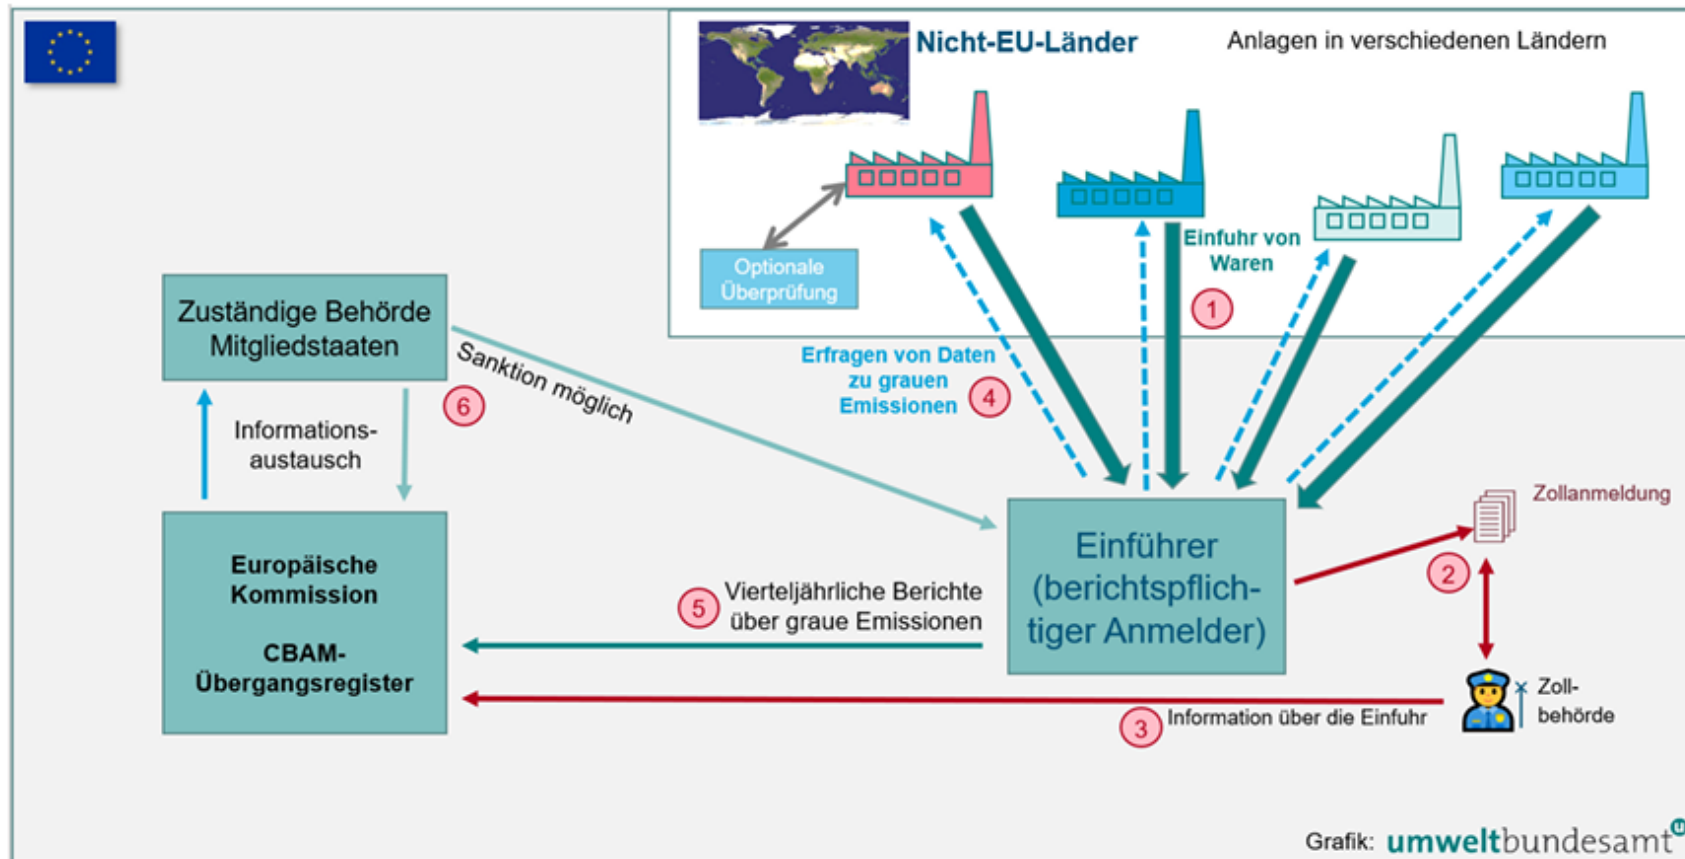 Nicht-EU-Länder
Anlagen in verschiedenen Ländern
Optionale
Überprüfung
Einfuhr von
Waren
1
Zuständige Behörde
Mitgliedstaaten
Sanktion möglich
6
Erfragen von Daten
zu grauen
Emissionen
4
Informations-
austausch
Zollanmeldung
2
Europäische
Kommission
CBAM-
Übergangsregister
Einführer
(berichtspflich-
tiger Anmelder)
5
Vierteljährliche Berichte
über graue Emissionen
3
Information über die Einfuhr
Zoll-
behörde
Grafik: umweltbundesamt u